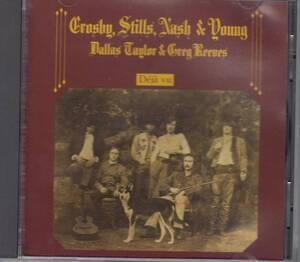 Crosby, Stills, Nash & Young
Dallas Taylor & Greg Reeves
Déjà vu